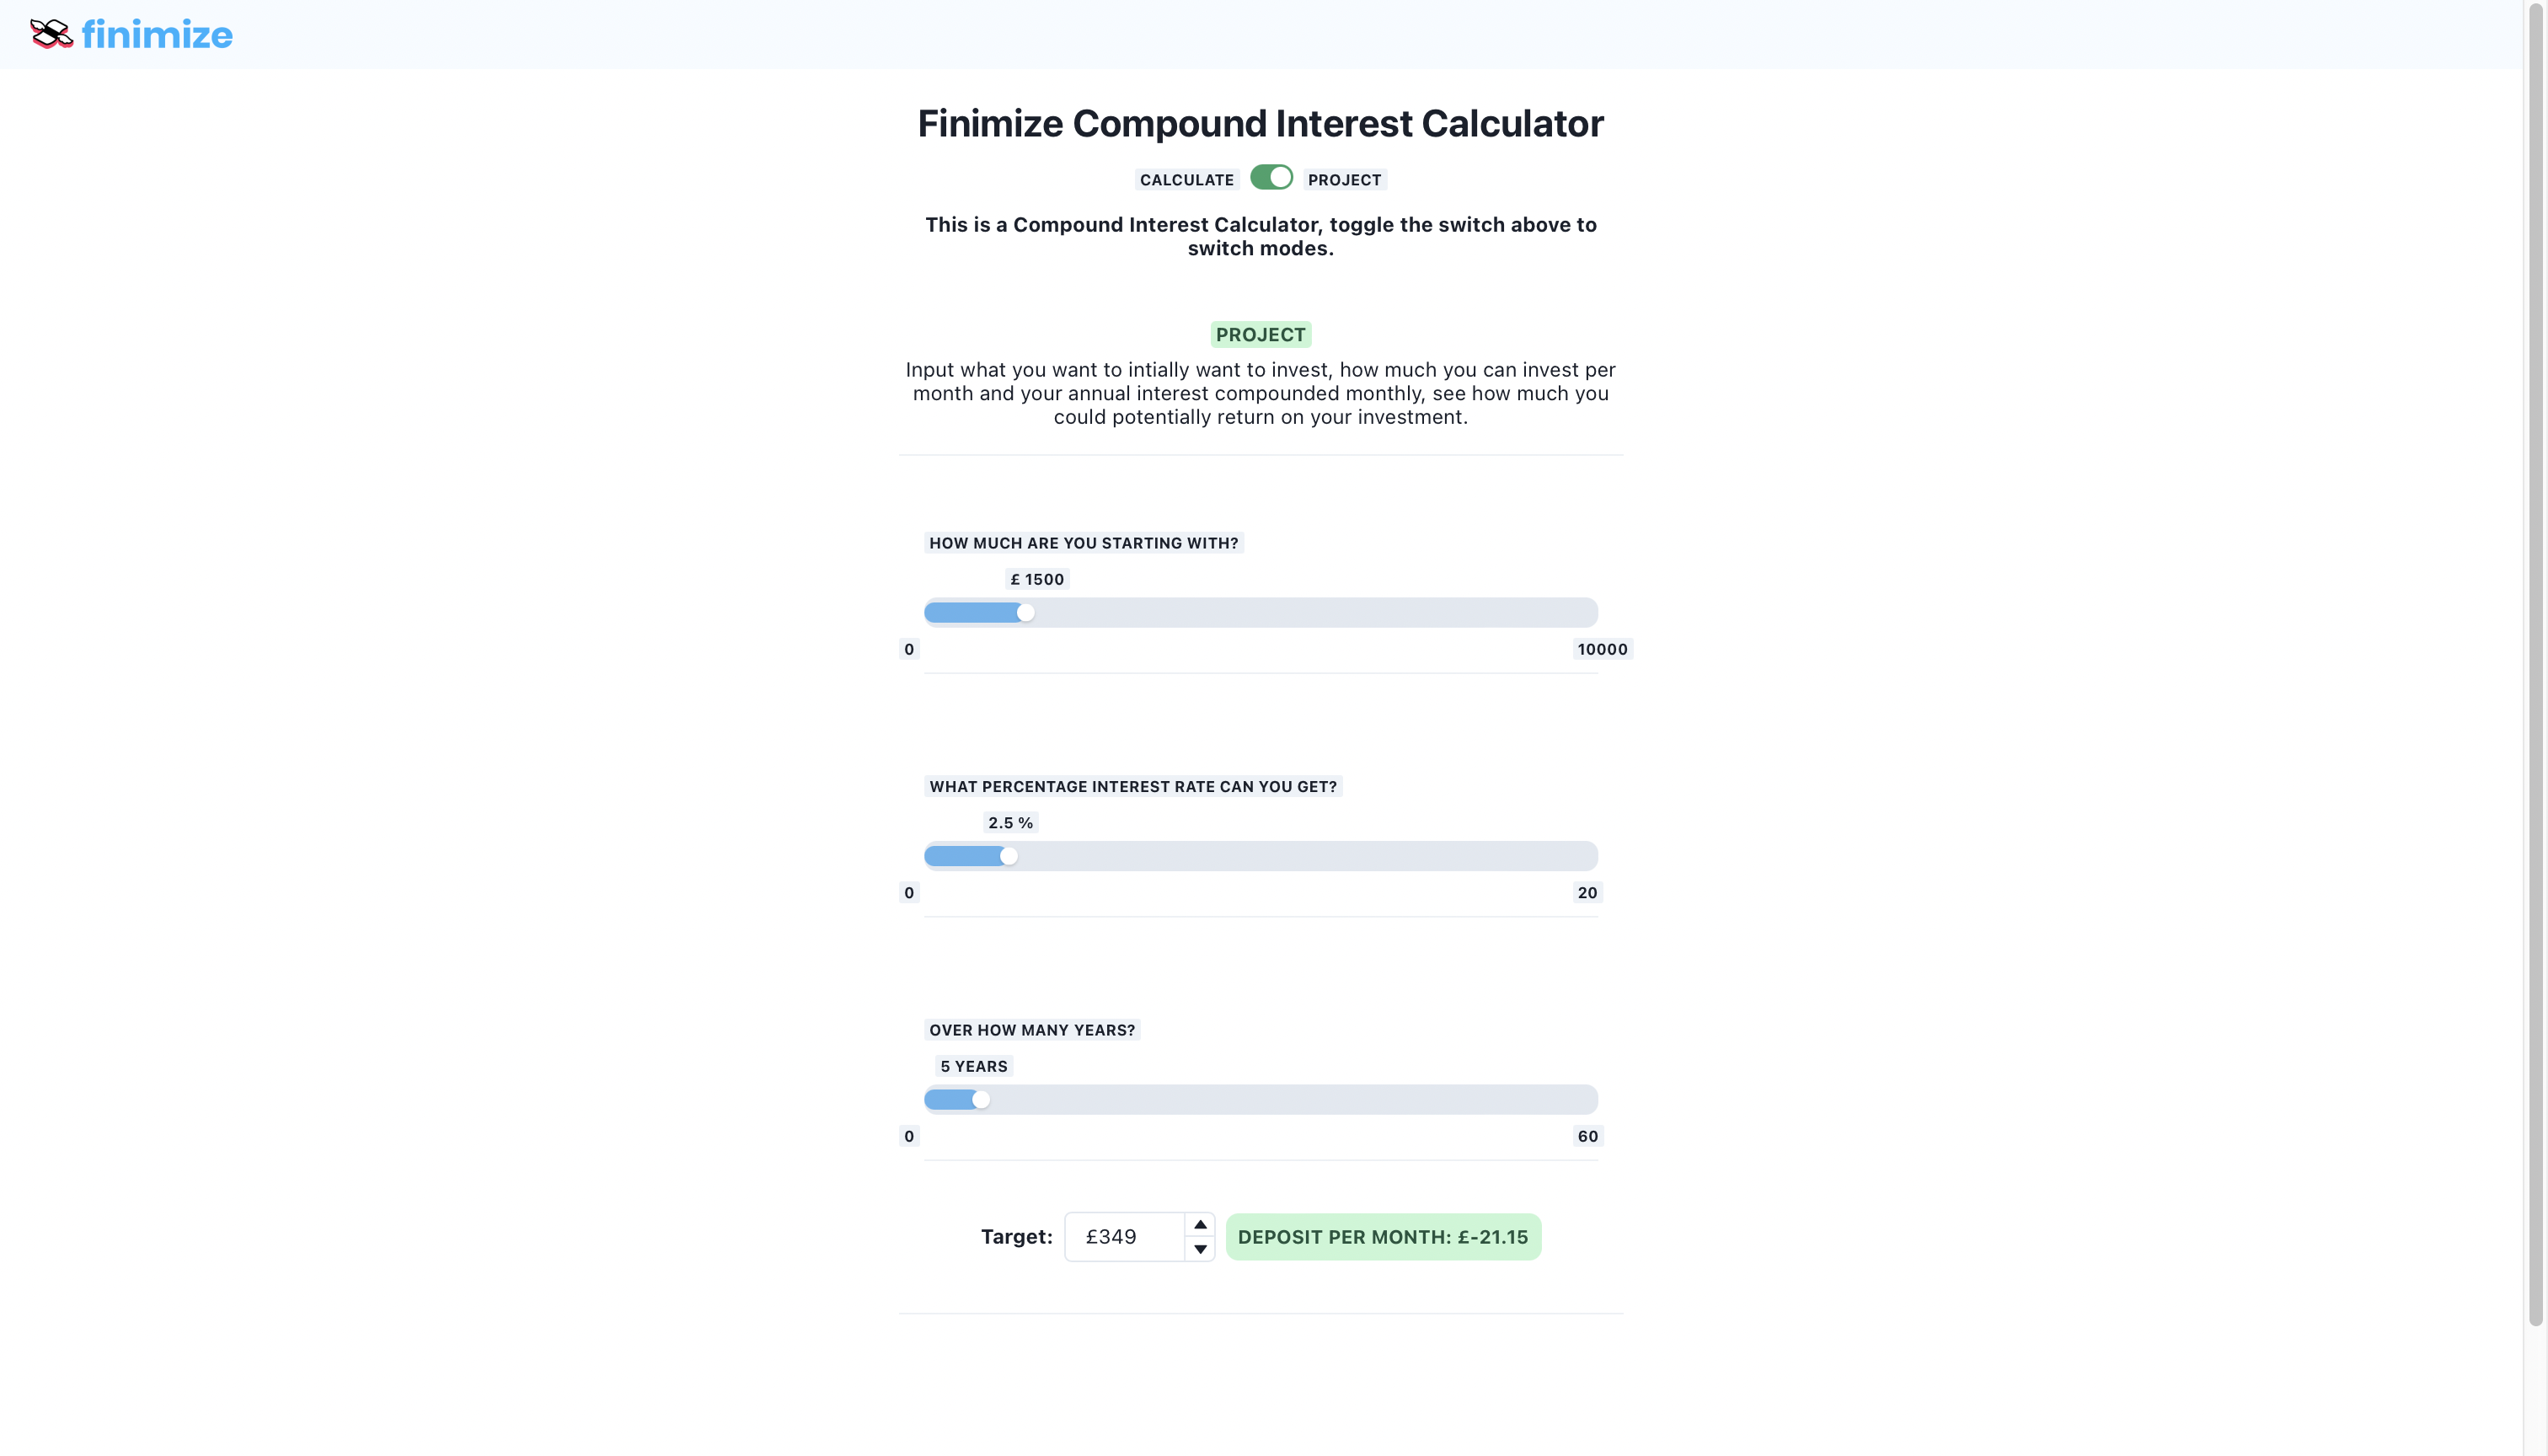 finimize
Finimize Compound Interest Calculator
CALCULATE PROJECT
This is a Compound Interest Calculator, toggle the switch above to
switch modes.
PROJECT
Input what you want to intially want to invest, how much you can invest per
month and your annual interest compounded monthly, see how much you
could potentially return on your investment.
HOW MUCH ARE YOU STARTING WITH?
£ 1500
0 10000
WHAT PERCENTAGE INTEREST RATE CAN YOU GET?
2.5 %
0 20
OVER HOW MANY YEARS?
5 YEARS
0 60
Target: £349 DEPOSIT PER MONTH: £-21.15